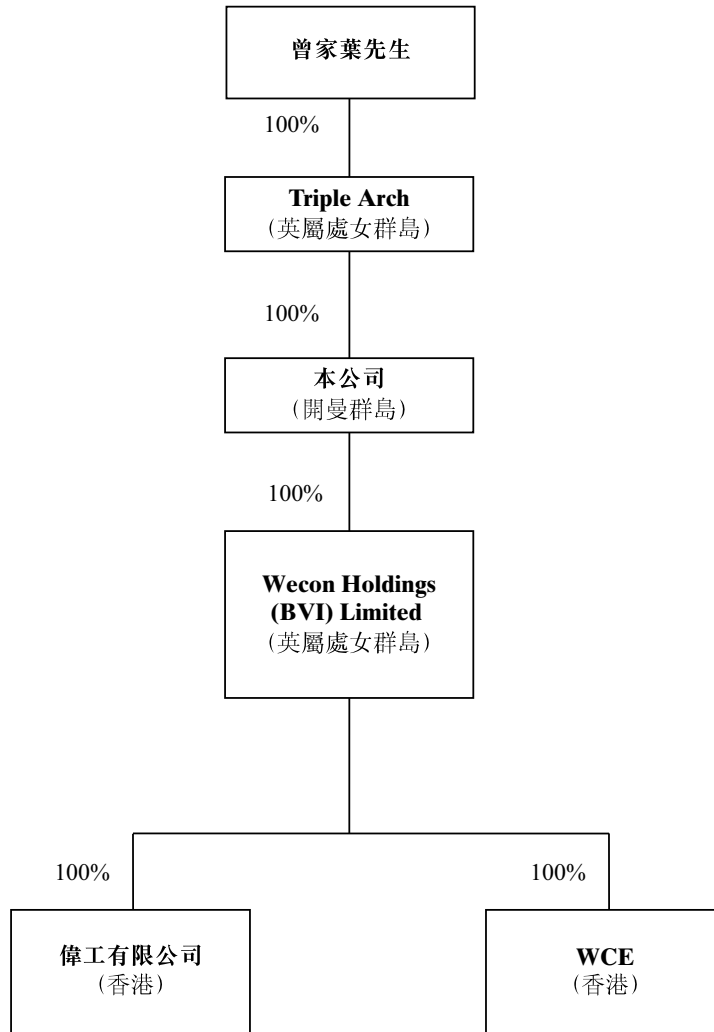 曾家葉先生
100%
Triple Arch
（英屬處女群島）
100%
本公司
（開曼群島）
100%
Wecon Holdings
(BVI) Limited
（英屬處女群島）
100%
100%
偉工有限公司
（香港）
WCE
（香港）